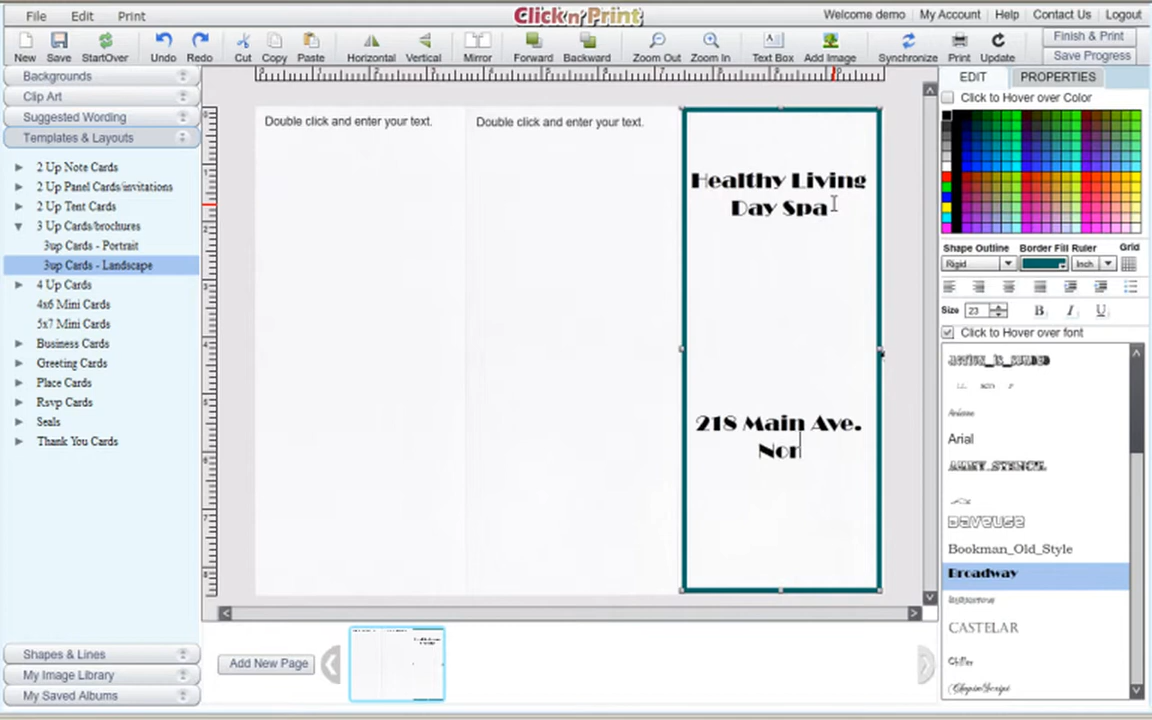 File Edit Print
Click'n'Print
Welcome demo My Account Help Contact Us Logout
New Save StartOver Undo Redo Cut Copy Paste Horizontal Vertical Mirror Forward Backward Zoom Out Zoom In Text Box Add Image Synchronize Print Update
Finish & Print
Save Progress
Backgrounds
Clip Art
Suggested Wording
Templates & Layouts
2 Up Note Cards
2 Up Panel Cards/invitations
2 Up Tent Cards
3 Up Cards/brochures
3up Cards - Portrait
3up Cards - Landscape
4 Up Cards
4x6 Mini Cards
5x7 Mini Cards
Business Cards
Greeting Cards
Place Cards
Rsvp Cards
Seals
Thank You Cards
Shapes & Lines
My Image Library
My Saved Albums
Double click and enter your text.
Double click and enter your text.
Healthy Living
Day Spa
218 Main Ave.
Nor
Add New Page
EDIT PROPERTIES
Click to Hover over Color
Shape Outline Border Fill Ruler Grid
Rigid Inch
Size 23 B I U
Click to Hover over font
Arial
ARMY_STENCIL
Bookman_Old_Style
Broadway
CASTELAR
Chiller